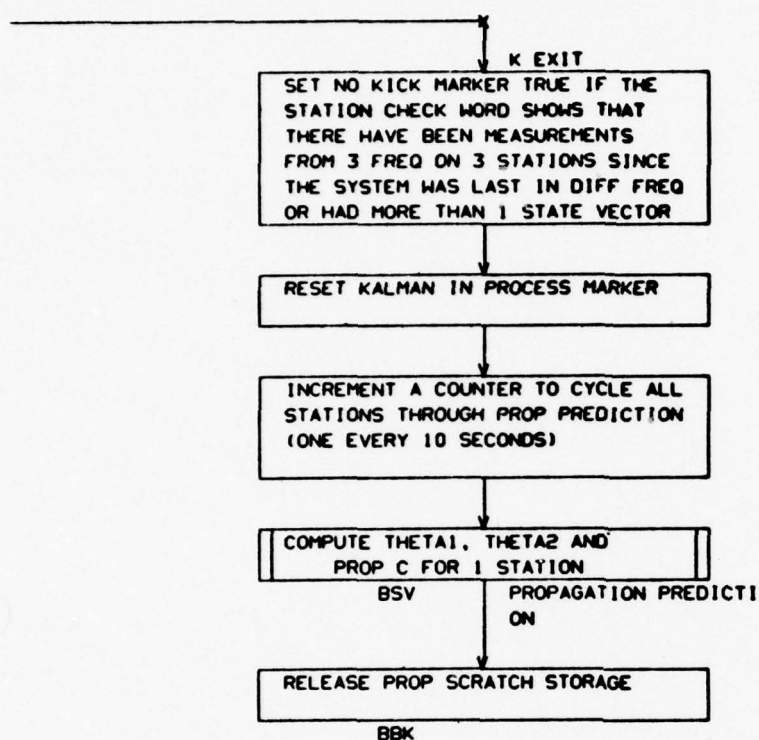 K EXIT
SET NO KICK MARKER TRUE IF THE
STATION CHECK WORD SHOWS THAT
THERE HAVE BEEN MEASUREMENTS
FROM 3 FREQ ON 3 STATIONS SINCE
THE SYSTEM WAS LAST IN DIFF FREQ
OR HAD MORE THAN 1 STATE VECTOR
RESET KALMAN IN PROCESS MARKER
INCREMENT A COUNTER TO CYCLE ALL
STATIONS THROUGH PROP PREDICTION
(ONE EVERY 10 SECONDS)
COMPUTE THETA1, THETA2 AND
PROP C FOR 1 STATION
BSV PROPAGATION PREDICTI
ON
RELEASE PROP SCRATCH STORAGE
BBK